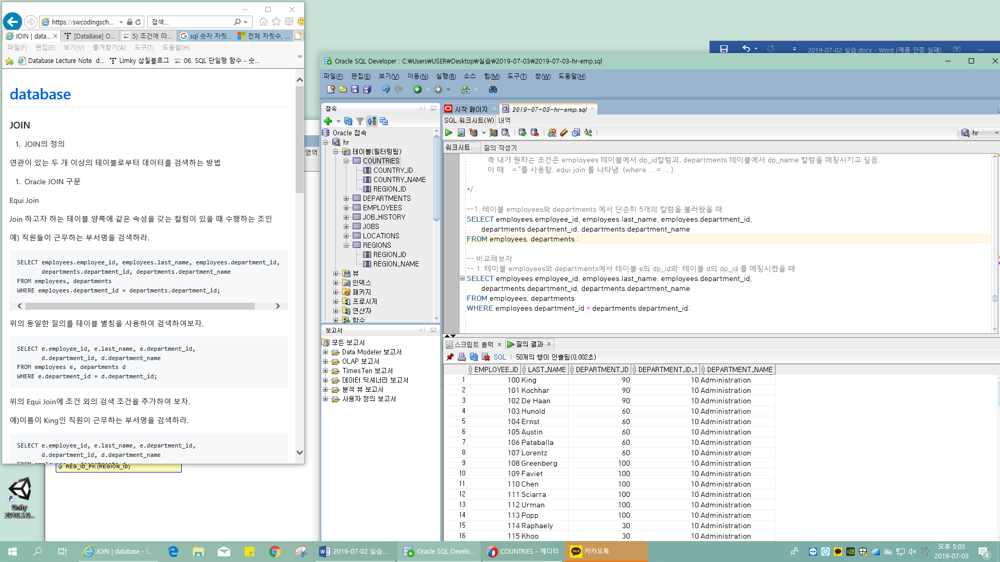 https://swcodingsch...
검색...
JOIN | data...
[DataBase] O...
5) 조건에 따...
sql 숫자 자릿...
전체 자릿수, ...
파일(F) 편집(E) 보기(V) 즐겨찾기(A) 도구(T) 도움말(H)
Database Lecture Note d...
Limky 삽질블로그
06. SQL 단일행 함수 - 숫...
database
JOIN
1. JOIN의 정의
연관이 있는 두 개 이상의 테이블로부터 데이터를 검색하는 방법
1. Oracle JOIN 구문
Equi Join
Join 하고자 하는 테이블 양쪽에 같은 속성을 갖는 컬럼이 있을 때 수행하는 조인
예) 직원들이 근무하는 부서명을 검색하라.
SELECT employees.employee_id, employees.last_name, employees.department_id,
departments.department_id, departments.department_name
FROM employees, departments
WHERE employees.department_id = departments.department_id;
위의 동일한 질의를 테이블 별칭을 사용하여 검색하여보자.
SELECT e.employee_id, e.last_name, e.department_id,
d.department_id, d.department_name
FROM employees e, departments d
WHERE e.department_id = d.department_id;
위의 Equi Join에 조건 외의 검색 조건을 추가하여 보자.
예)이름이 King인 직원이 근무하는 부서명을 검색하라.
SELECT e.employee_id, e.last_name, e.department_id,
d.department_id, d.department_name
FROM employees e, departments d
REG_ID_PK (REGION_ID)
Unity
2018.3.0...
영역
2019-07-02 실습.docx - Word (제품 인증 실패)
Oracle SQL Developer : C:₩Users₩USER₩Desktop₩실습₩2019-07-03₩2019-07-03-hr-emp.sql
파일(F) 편집(E) 보기(V) 이동(N) 실행(R) 소스 팀(M) 도구(T) 창(W) 도움말(H)
접속
Oracle 접속
hr
테이블(필터링됨)
COUNTRIES
COUNTRY_ID
COUNTRY_NAME
REGION_ID
DEPARTMENTS
EMPLOYEES
JOB_HISTORY
JOBS
LOCATIONS
REGIONS
REGION_ID
REGION_NAME
뷰
인덱스
패키지
프로시저
연산자
함수
보고서
모든 보고서
Data Modeler 보고서
OLAP 보고서
TimesTen 보고서
데이터 딕셔너리 보고서
분석 뷰 보고서
사용자 정의 보고서
시작 페이지
2019-07-03-hr-emp.sql
SQL 워크시트(W) 내역
hr
워크시트 질의 작성기
즉 내가 원하는 조건은 employees 테이블에서 dp_id칼럼과, departments 테이블에서 dp_name 칼럼을 매칭시키고 싶음.
이 때 = "를 사용함. equi join 를 나타냄. (where ... = ... )
*/
--1. 테이블 employees와 departments 에서 단순히 5개의 칼럼을 불러왔을 때
SELECT employees.employee_id, employees.last_name, employees.department_id,
departments.department_id, departments.department_name
FROM employees, departments ;
-- 비교해보자
-- 1. 테이블 employees와 departments에서 테이블 e의 dp_id와 테이블 d의 dp_id 를 매칭시켰을 때
SELECT employees.employee_id, employees.last_name, employees.department_id,
departments.department_id, departments.department_name
FROM employees, departments
WHERE employees.department_id = departments.department_id;
스크립트 출력 x 질의 결과 x
SQL | 50개의 행이 인출됨(0,002초)
EMPLOYEE_ID LAST_NAME DEPARTMENT_ID DEPARTMENT_ID_1 DEPARTMENT_NAME
1 100 King 90 10 Administration
2 101 Kochhar 90 10 Administration
3 102 De Haan 90 10 Administration
4 103 Hunold 60 10 Administration
5 104 Ernst 60 10 Administration
6 105 Austin 60 10 Administration
7 106 Pataballa 60 10 Administration
8 107 Lorentz 60 10 Administration
9 108 Greenberg 100 10 Administration
10 109 Faviet 100 10 Administration
11 110 Chen 100 10 Administration
12 111 Sciarra 100 10 Administration
13 112 Urman 100 10 Administration
14 113 Popp 100 10 Administration
15 114 Raphaely 30 10 Administration
16 115 Khoo 30 10 Administration
JOIN | database - I...
2019-07-02 실습....
Oracle SQL Develo...
COUNTRIES - 에디터
TALK
카카오톡
가
오후 5:03
2019-07-03
4